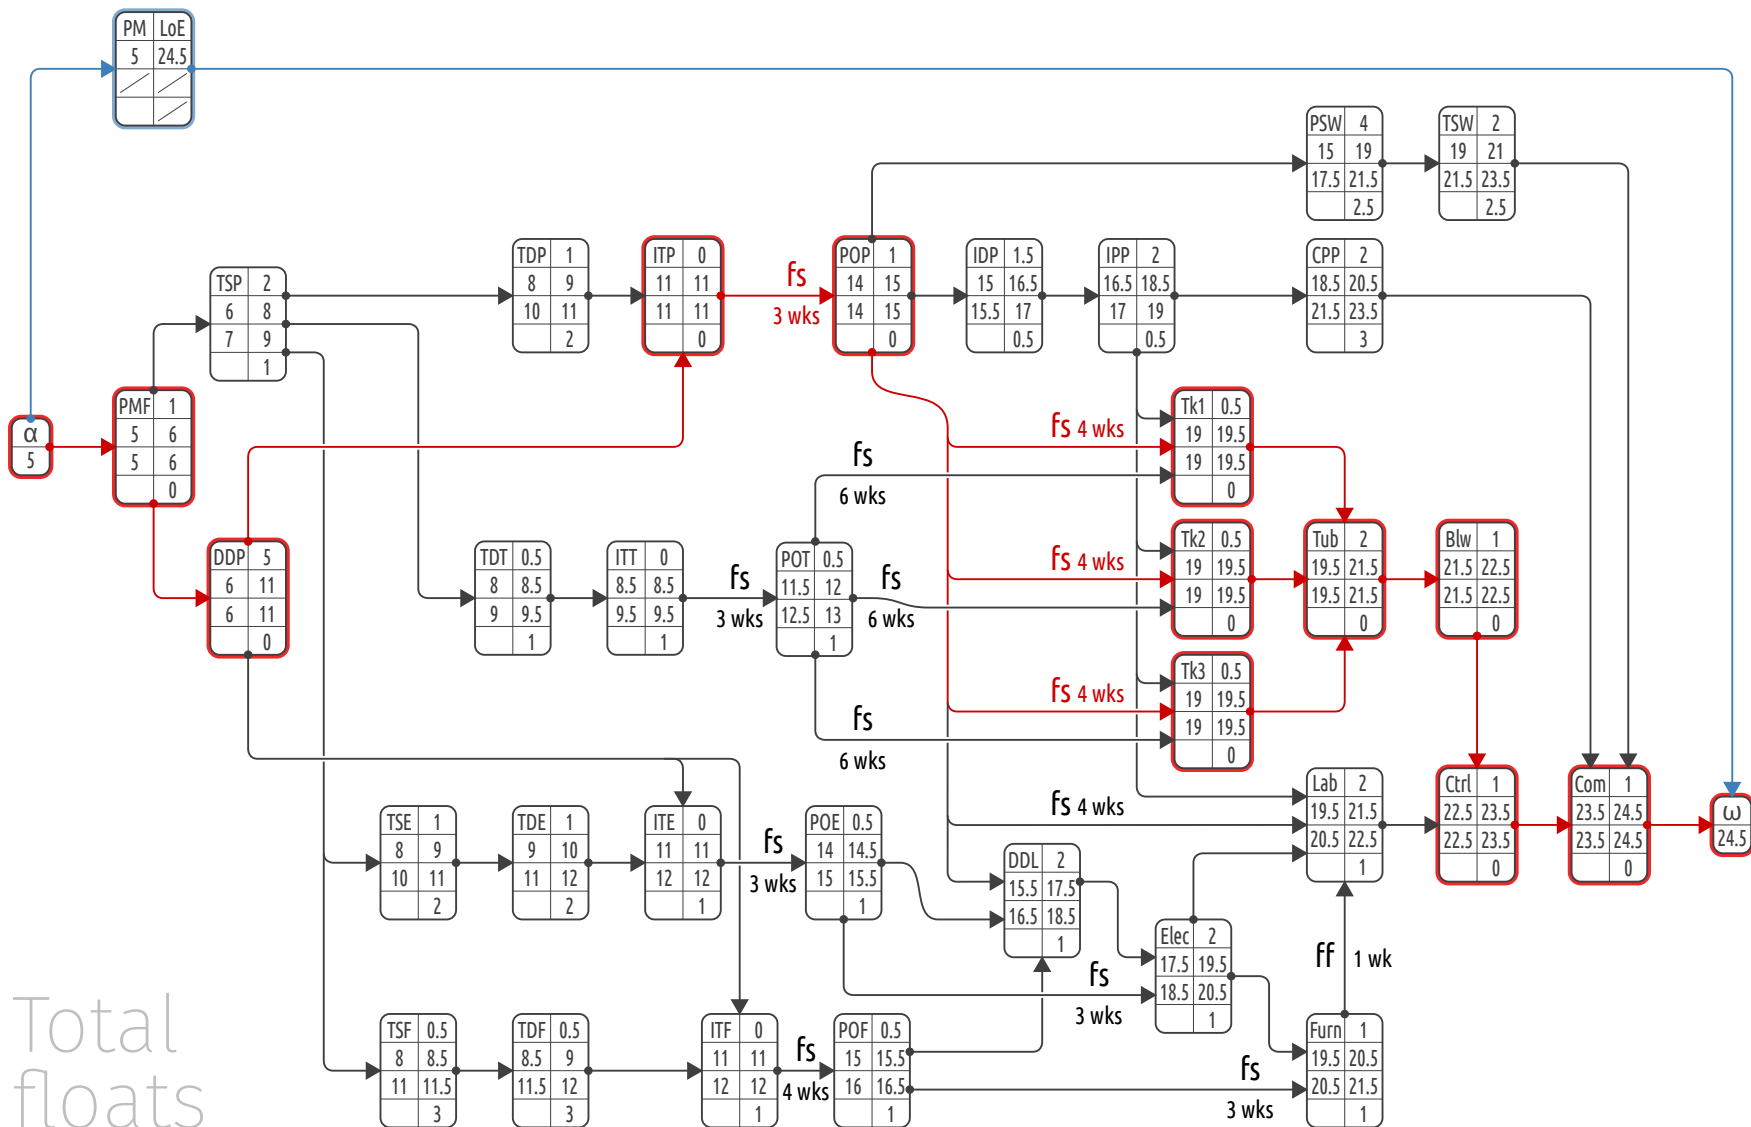 PM LoE
5 24.5
PSW 4
15 19
17.5 21.5
2.5
TSW 2
19 21
21.5 23.5
2.5
TSP 2
6 8
7 9
1
TDP 1
8 9
10 11
2
ITP 0
11 11
11 11
0
fs
3 wks
POP 1
14 15
14 15
0
IDP 1.5
15 16.5
15.5 17
0.5
IPP 2
16.5 18.5
17 19
0.5
CPP 2
18.5 20.5
21.5 23.5
3
α
5
PMF 1
5 6
5 6
0
fs 4 wks
fs
6 wks
Tk1 0.5
19 19.5
19 19.5
0
DDP 5
6 11
6 11
0
TDT 0.5
8 8.5
9 9.5
1
ITT 0
8.5 8.5
9.5 9.5
1
fs
3 wks
POT 0.5
11.5 12
12.5 13
1
fs
6 wks
fs 4 wks
Tk2 0.5
19 19.5
19 19.5
0
Tub 2
19.5 21.5
19.5 21.5
0
Blw 1
21.5 22.5
21.5 22.5
0
fs 4 wks
fs
6 wks
Tk3 0.5
19 19.5
19 19.5
0
TSE 1
8 9
10 11
2
TDE 1
9 10
11 12
2
ITE 0
11 11
12 12
1
fs
3 wks
POE 0.5
14 14.5
15 15.5
1
fs 4 wks
DDL 2
15.5 17.5
16.5 18.5
1
Lab 2
19.5 21.5
20.5 22.5
1
Ctrl 1
22.5 23.5
22.5 23.5
0
Com 1
23.5 24.5
23.5 24.5
0
ω
24.5
Elec 2
17.5 19.5
18.5 20.5
1
fs
3 wks
ff 1 wk
Total
floats
TSF 0.5
8 8.5
11 11.5
3
TDF 0.5
8.5 9
11.5 12
3
ITF 0
11 11
12 12
1
fs
4 wks
POF 0.5
15 15.5
16 16.5
1
fs
3 wks
Furn 1
19.5 20.5
20.5 21.5
1